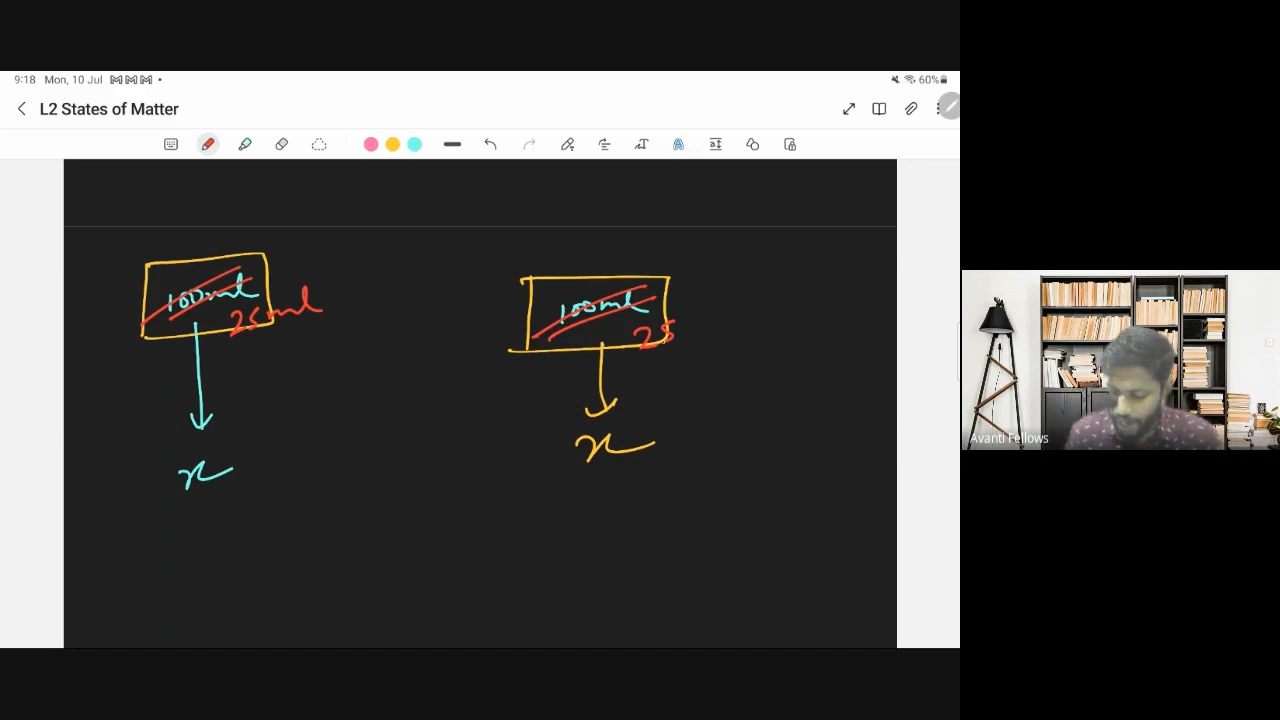 9:18 Mon, 10 Jul
60%
L2 States of Matter
100ml
25ml
x
100ml
25
x
Avanti Fellows